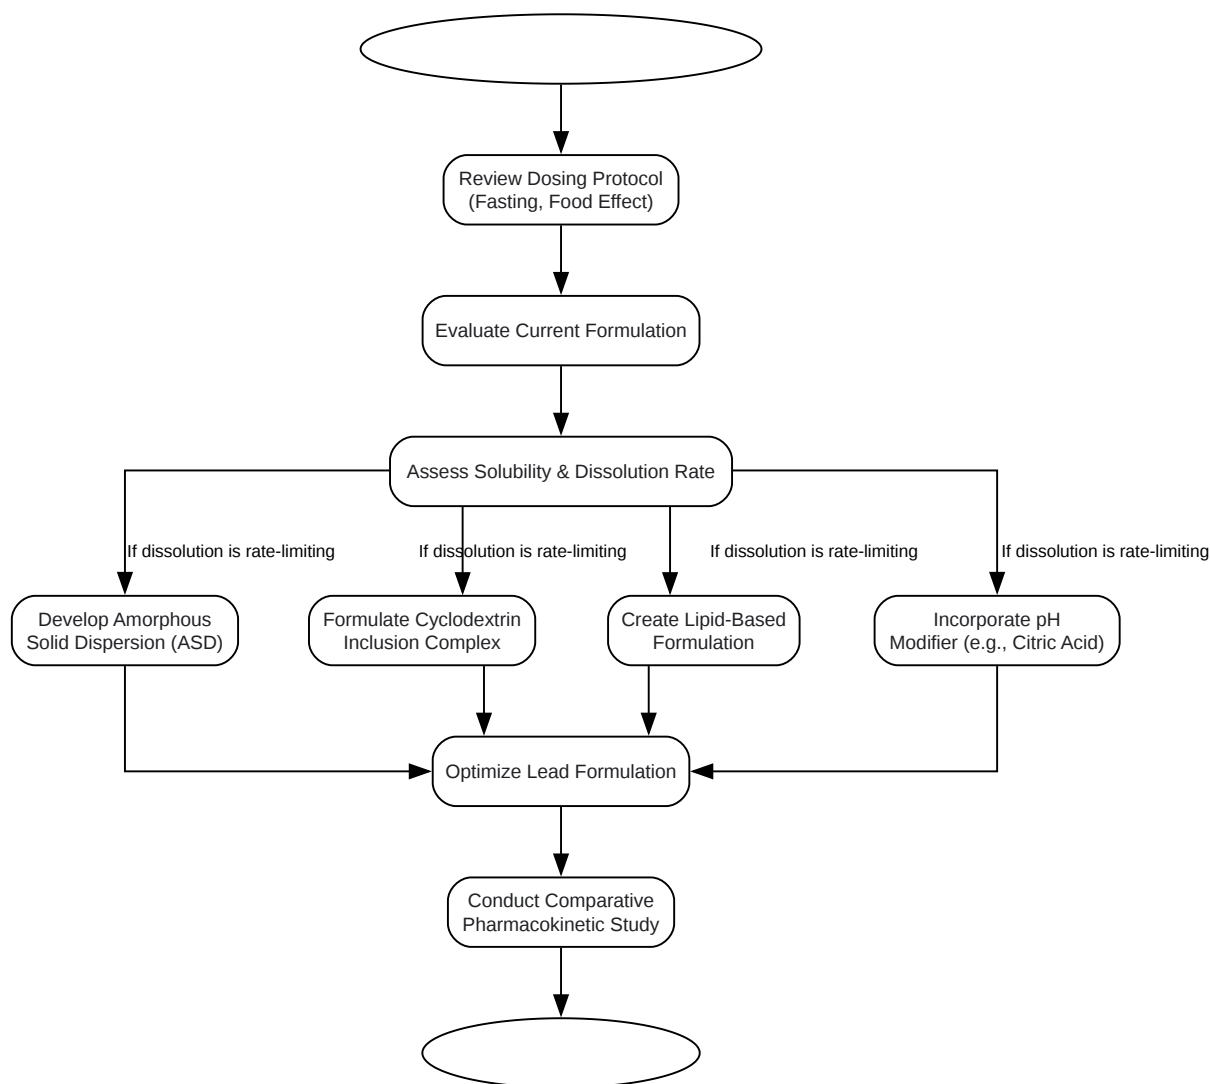 Review Dosing Protocol
(Fasting, Food Effect)
Evaluate Current Formulation
Assess Solubility & Dissolution Rate
If dissolution is rate-limiting
If dissolution is rate-limiting
If dissolution is rate-limiting
If dissolution is rate-limiting
Develop Amorphous
Solid Dispersion (ASD)
Formulate Cyclodextrin
Inclusion Complex
Create Lipid-Based
Formulation
Incorporate pH
Modifier (e.g., Citric Acid)
Optimize Lead Formulation
Conduct Comparative
Pharmacokinetic Study